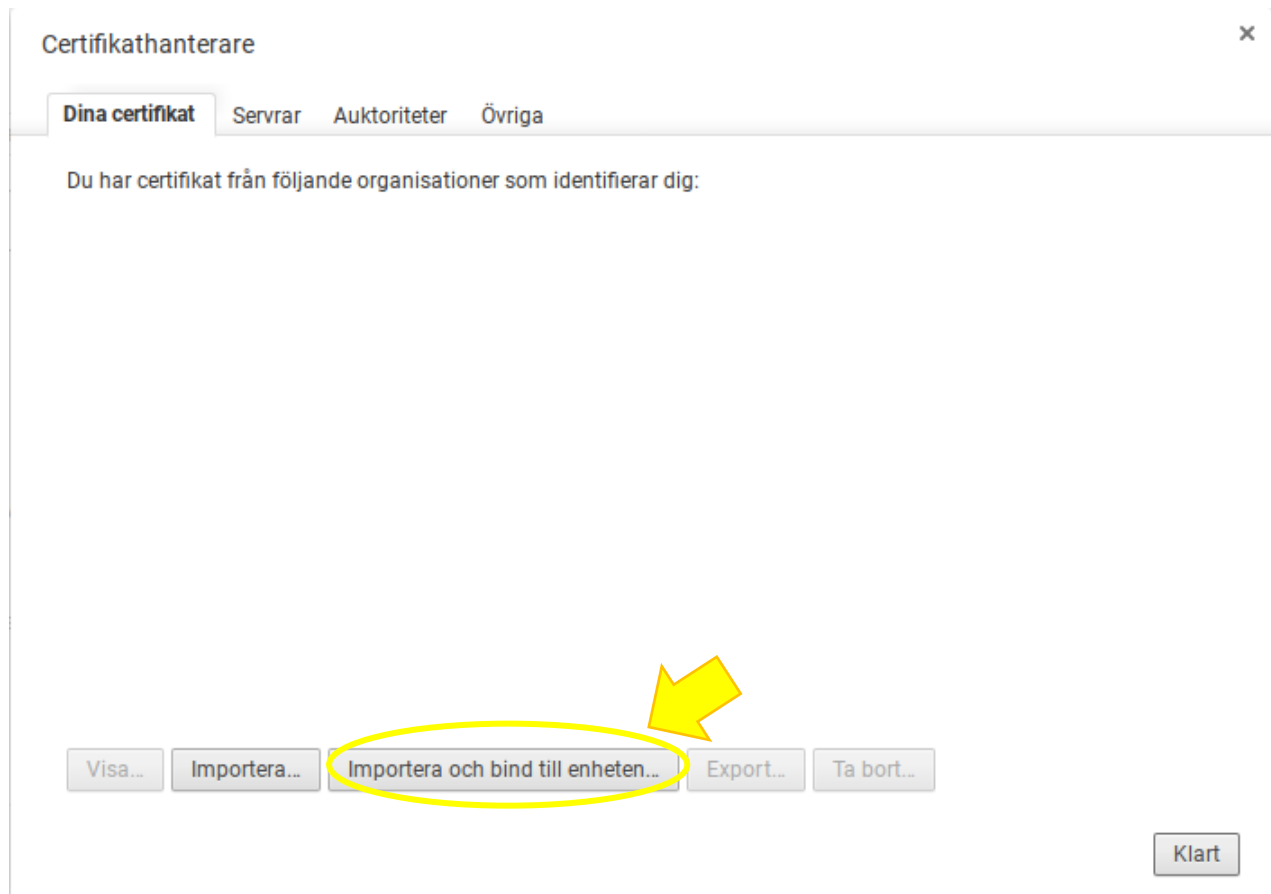 Certifikathanterare
Dina certifikat Servrar Auktoriteter Övriga
Du har certifikat från följande organisationer som identifierar dig:
Visa... Importera... Importera och bind till enheten... Export... Ta bort...
Klart